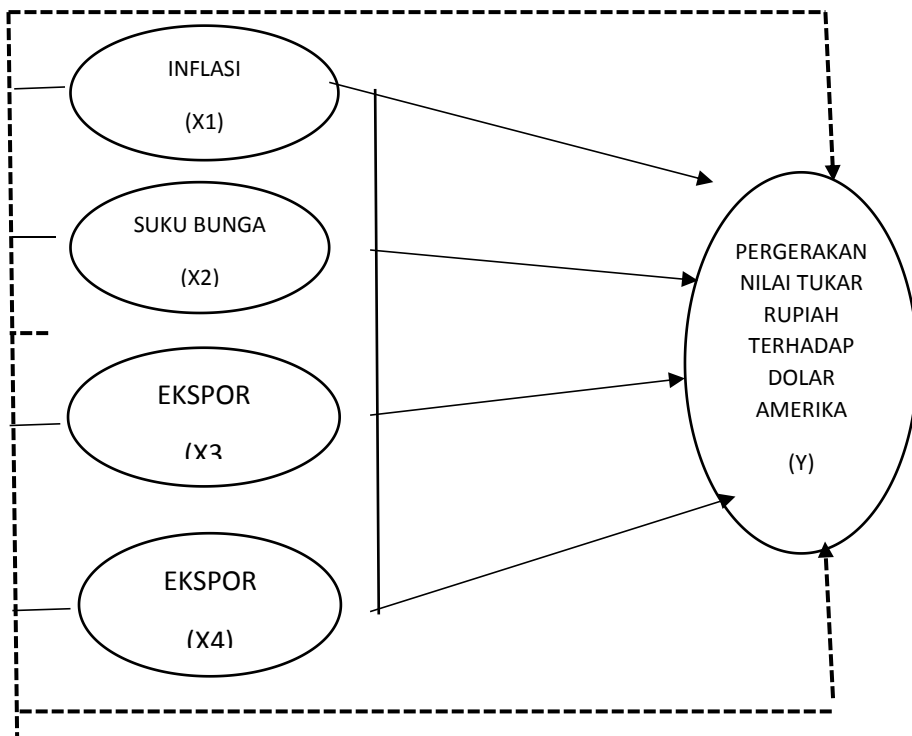 INFLASI
(X1)
SUKU BUNGA
(X2)
EKSPOR
(X3
EKSPOR
(X4)
PERGERAKAN
NILAI TUKAR
RUPIAH
TERHADAP
DOLAR
AMERIKA
(Y)